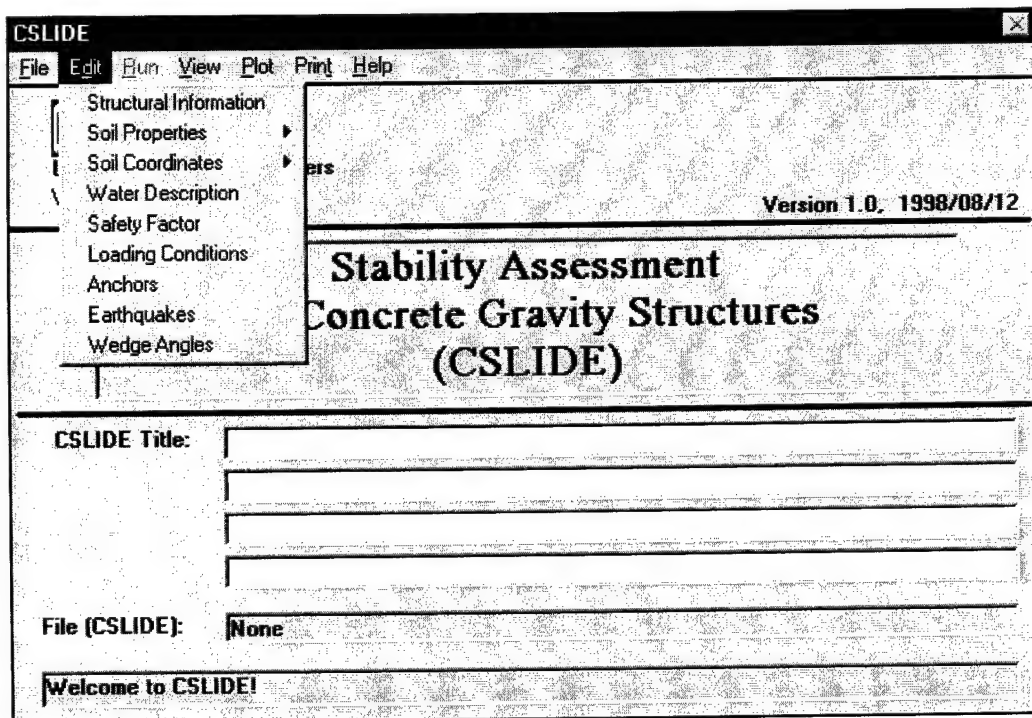 CSLIDE
File Edit Run View Plot Print Help
Structural Information
Soil Properties
Soil Coordinates
Water Description
Safety Factor
Loading Conditions
Anchors
Earthquakes
Wedge Angles
ers
Version 1.0, 1998/08/12
Stability Assessment
Concrete Gravity Structures
(CSLIDE)
CSLIDE Title:
File (CSLIDE): None
Welcome to CSLIDE!